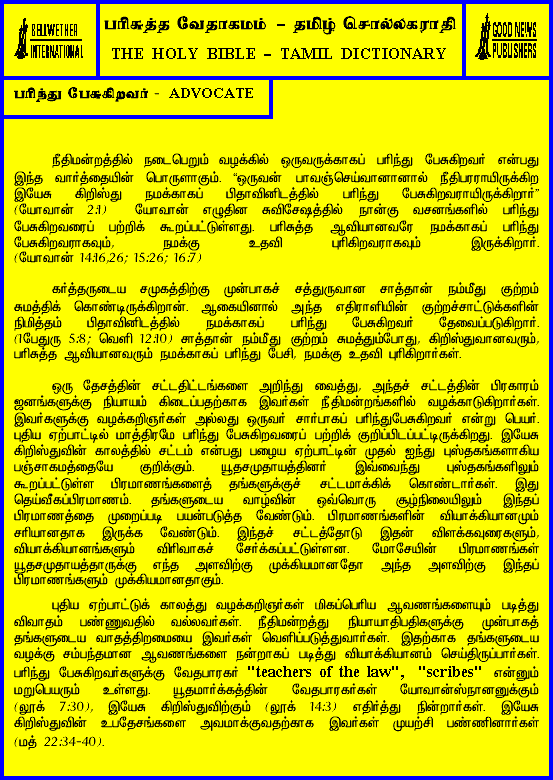 BELLWETHER
INTERNATIONAL
பரிசுத்த வேதாகமம் – தமிழ் சொல்லகராதி
THE HOLY BIBLE – TAMIL DICTIONARY
GOOD NEWS
PUBLISHERS
பரிந்து பேசுகிறவர் - ADVOCATE
நீதிமன்றத்தில் நடைபெறும் வழக்கில் ஒருவருக்காகப் பரிந்து பேசுகிறவர் என்பது
இந்த வார்த்தையின் பொருளாகும். “ஒருவன் பாவஞ்செய்வானானால் நீதிபரராயிருக்கிற
இயேசு கிறிஸ்து நமக்காகப் பிதாவினிடத்தில் பரிந்து பேசுகிறவராயிருக்கிறார்”
(யோவான் 2:1) யோவான் எழுதின சுவிசேஷத்தில் நான்கு வசனங்களில் பரிந்து
பேசுகிறவரைப் பற்றிக் கூறப்பட்டுள்ளது. பரிசுத்த ஆவியானவரே நமக்காகப் பரிந்து
பேசுகிறவராகவும், நமக்கு உதவி புரிகிறவராகவும் இருக்கிறார்.
(யோவான் 14:16,26; 15:26; 16:7)
கர்த்தருடைய சமுகத்திற்கு முன்பாகச் சத்துருவான சாத்தான் நம்மீது குற்றம்
சுமத்திக் கொண்டிருக்கிறான். ஆகையினால் அந்த எதிராளியின் குற்றச்சாட்டுக்களின்
நிமித்தம் பிதாவினிடத்தில் நமக்காகப் பரிந்து பேசுகிறவர் தேவைப்படுகிறார்.
(1பேதுரு 5:8; வெளி 12:10) சாத்தான் நம்மீது குற்றம் சுமத்தும்போது, கிறிஸ்துவானவரும்,
பரிசுத்த ஆவியானவரும் நமக்காகப் பரிந்து பேசி, நமக்கு உதவி புரிகிறார்கள்.
ஒரு தேசத்தின் சட்டதிட்டங்களை அறிந்து வைத்து, அந்தச் சட்டத்தின் பிரகாரம்
ஜனங்களுக்கு நியாயம் கிடைப்பதற்காக இவர்கள் நீதிமன்றங்களில் வழக்காடுகிறார்கள்.
இவர்களுக்கு வழக்கறிஞர்கள் அல்லது ஒருவர் சார்பாகப் பரிந்துபேசுகிறவர் என்று பெயர்.
புதிய ஏற்பாட்டில் மாத்திரமே பரிந்து பேசுகிறவரைப் பற்றிக் குறிப்பிடப்பட்டிருக்கிறது. இயேசு
கிறிஸ்துவின் காலத்தில் சட்டம் என்பது பழைய ஏற்பாட்டின் முதல் ஐந்து புஸ்தகங்களாகிய
பஞ்சாகமத்தையே குறிக்கும். யூதசமுதாயத்தினர் இவ்வைந்து புஸ்தகங்களிலும்
கூறப்பட்டுள்ள பிரமாணங்களைத் தங்களுக்குச் சட்டமாக்கிக் கொண்டார்கள். இது
தெய்வீகப்பிரமாணம். தங்களுடைய வாழ்வின் ஒவ்வொரு சூழ்நிலையிலும் இந்தப்
பிரமாணத்தை முறைப்படி பயன்படுத்த வேண்டும். பிரமாணங்களின் வியாக்கியானமும்
சரியானதாக இருக்க வேண்டும். இந்தச் சட்டத்தோடு இதன் விளக்கவுரைகளும்,
வியாக்கியானங்களும் விரிவாகச் சேர்க்கப்பட்டுள்ளன. மோசேயின் பிரமாணங்கள்
யூதசமுதாயத்தாருக்கு எந்த அளவிற்கு முக்கியமானதோ அந்த அளவிற்கு இந்தப்
பிரமாணங்களும் முக்கியமானதாகும்.
புதிய ஏற்பாட்டுக் காலத்து வழக்கறிஞர்கள் மிகப்பெரிய ஆவணங்களையும் படித்து
விவாதம் பண்ணுவதில் வல்லவர்கள். நீதிமன்றத்து நியாயாதிபதிகளுக்கு முன்பாகத்
தங்களுடைய வாதத்திறமையை இவர்கள் வெளிப்படுத்துவார்கள். இதற்காக தங்களுடைய
வழக்கு சம்பந்தமான ஆவணங்களை நன்றாகப் படித்து வியாக்கியானம் செய்திருப்பார்கள்.
பரிந்து பேசுகிறவர்களுக்கு வேதபாரகர் "teachers of the law", "scribes" என்னும்
மறுபெயரும் உள்ளது. யூதமார்க்கத்தின் வேதபாரகர்கள் யோவான்ஸ்நானனுக்கும்
(லூக் 7:30), இயேசு கிறிஸ்துவிற்கும் (லூக் 14:3) எதிர்த்து நின்றார்கள். இயேசு
கிறிஸ்துவின் உபதேசங்களை அவமாக்குவதற்காக இவர்கள் முயற்சி பண்ணினார்கள்
(மத் 22:34-40).